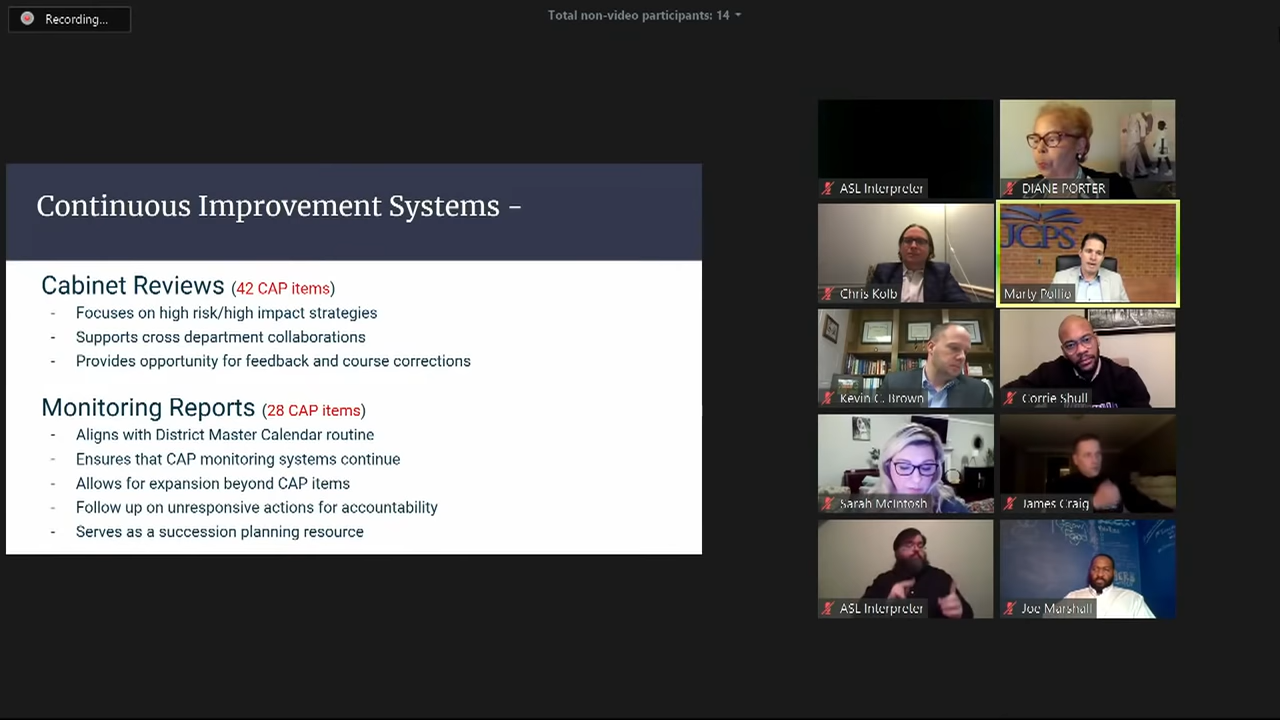 Recording...
Total non-video participants: 14
Continuous Improvement Systems -
Cabinet Reviews (42 CAP items)
- Focuses on high risk/high impact strategies
- Supports cross department collaborations
- Provides opportunity for feedback and course corrections
Monitoring Reports (28 CAP items)
- Aligns with District Master Calendar routine
- Ensures that CAP monitoring systems continue
- Allows for expansion beyond CAP items
- Follow up on unresponsive actions for accountability
- Serves as a succession planning resource
ASL Interpreter
DIANE PORTER
Chris Kolb
JCPS
Marty Pollio
Kevin C. Brown
Corrie Shull
Sarah McIntosh
James Craig
ASL Interpreter
Joe Marshall